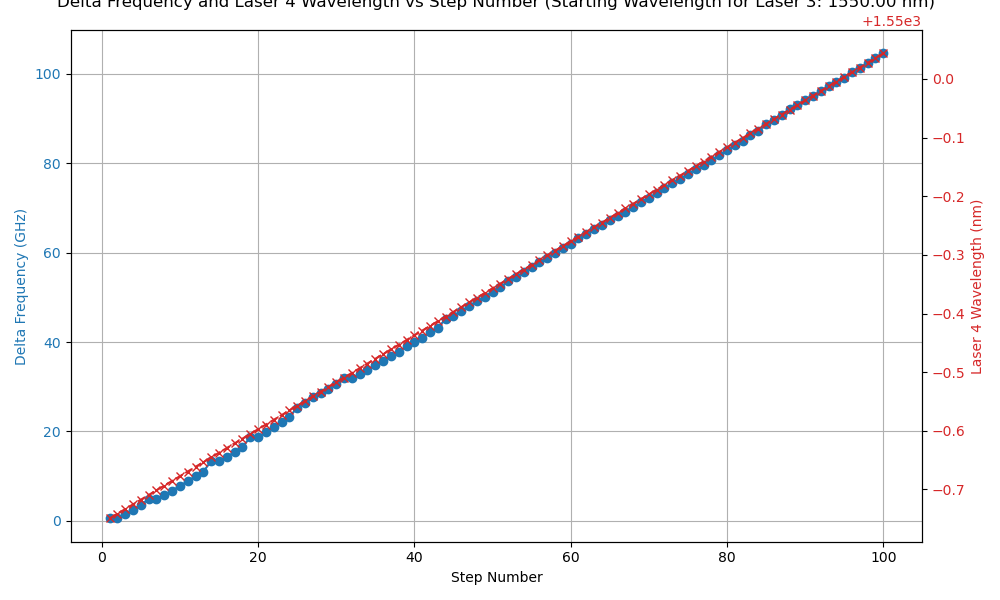 Delta Frequency and Laser 4 Wavelength vs Step Number (Starting Wavelength for Laser 3: 1550.00 nm)
+1.55e3
100
80
60
40
20
0
Delta Frequency (GHz)
0.0
−0.1
−0.2
−0.3
−0.4
−0.5
−0.6
−0.7
Laser 4 Wavelength (nm)
0 20 40 60 80 100
Step Number